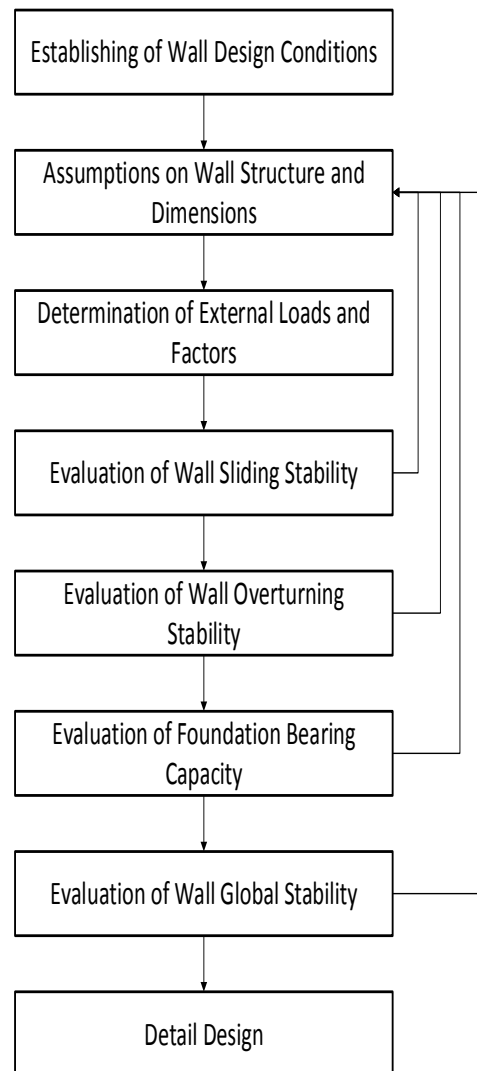 Establishing of Wall Design Conditions
Assumptions on Wall Structure and
Dimensions
Determination of External Loads and
Factors
Evaluation of Wall Sliding Stability
Evaluation of Wall Overturning
Stability
Evaluation of Foundation Bearing
Capacity
Evaluation of Wall Global Stability
Detail Design